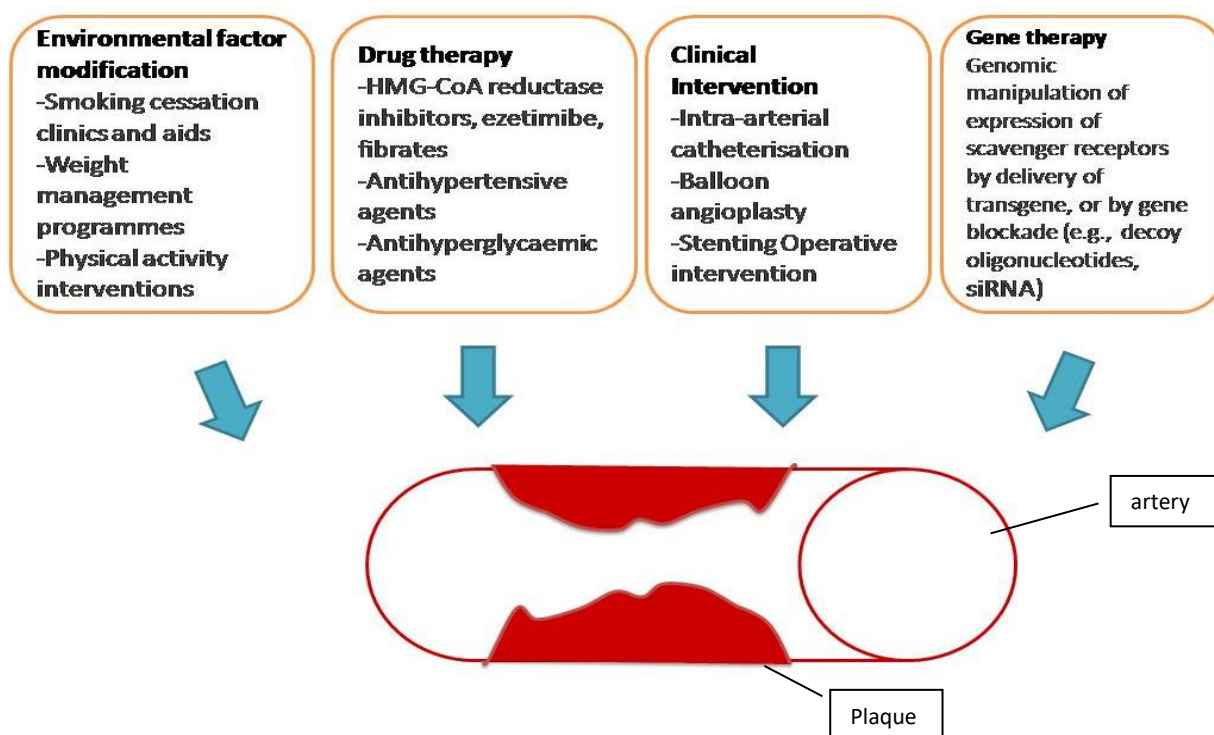 Environmental factor
modification
-Smoking cessation
clinics and aids
-Weight
management
programmes
-Physical activity
interventions
Drug therapy
-HMG-CoA reductase
inhibitors, ezetimibe,
fibrates
-Antihypertensive
agents
-Antihyperglycaemic
agents
Clinical
Intervention
-Intra-arterial
catheterisation
-Balloon
angioplasty
-Stenting Operative
intervention
Gene therapy
Genomic
manipulation of
expression of
scavenger receptors
by delivery of
transgene, or by gene
blockade (e.g., decoy
oligonucleotides,
siRNA)
artery
Plaque